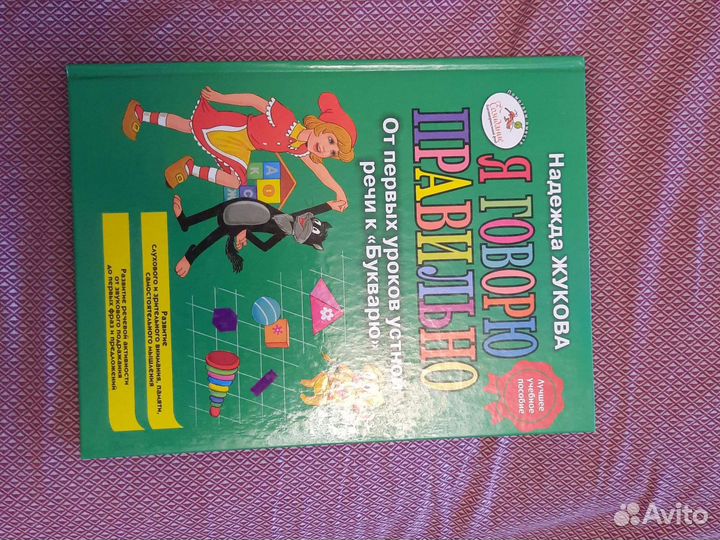 Надежда ЖУКОВА
Я ГОВОРЮ
ПРАВИЛЬНО
От первых уроков устной
речи к «Букварю»
Лучшее
учебное
пособие
Развитие
слухового и зрительного внимания, памяти,
самостоятельного мышления
Развитие речевой активности
от звукового подражания
до первых фраз и предложений
Avito